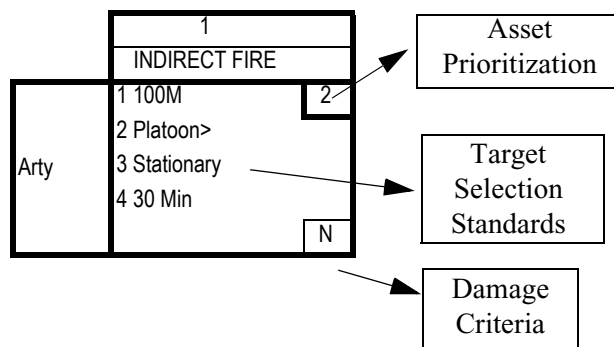 1
INDIRECT FIRE
Arty
1 100M
2
2 Platoon>
3 Stationary
4 30 Min
N
Asset
Prioritization
Target
Selection
Standards
Damage
Criteria